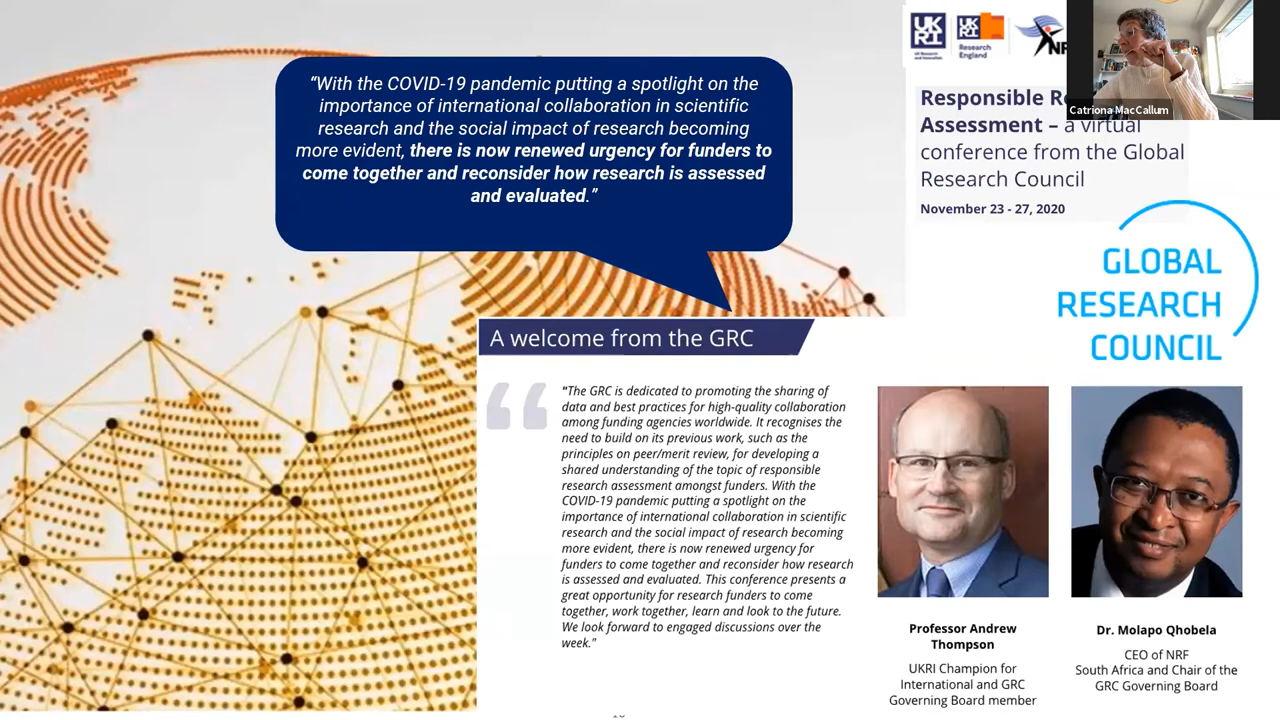 “With the COVID-19 pandemic putting a spotlight on the
importance of international collaboration in scientific
research and the social impact of research becoming
more evident, there is now renewed urgency for funders to
come together and reconsider how research is assessed
and evaluated.”
UK
RI
UK Research
and Innovation
UK
RI
Research
England
Catriona MacCallum
Responsible
Assessment – a virtual
conference from the Global
Research Council
November 23 - 27, 2020
GLOBAL
RESEARCH
COUNCIL
A welcome from the GRC
“The GRC is dedicated to promoting the sharing of
data and best practices for high-quality collaboration
among funding agencies worldwide. It recognises the
need to build on its previous work, such as the
principles on peer/merit review, for developing a
shared understanding of the topic of responsible
research assessment amongst funders. With the
COVID-19 pandemic putting a spotlight on the
importance of international collaboration in scientific
research and the social impact of research becoming
more evident, there is now renewed urgency for
funders to come together and reconsider how research
is assessed and evaluated. This conference presents a
great opportunity for research funders to come
together, work together, learn and look to the future.
We look forward to engaged discussions over the
week.”
Professor Andrew
Thompson
UKRI Champion for
International and GRC
Governing Board member
Dr. Molapo Qhobela
CEO of NRF
South Africa and Chair of the
GRC Governing Board